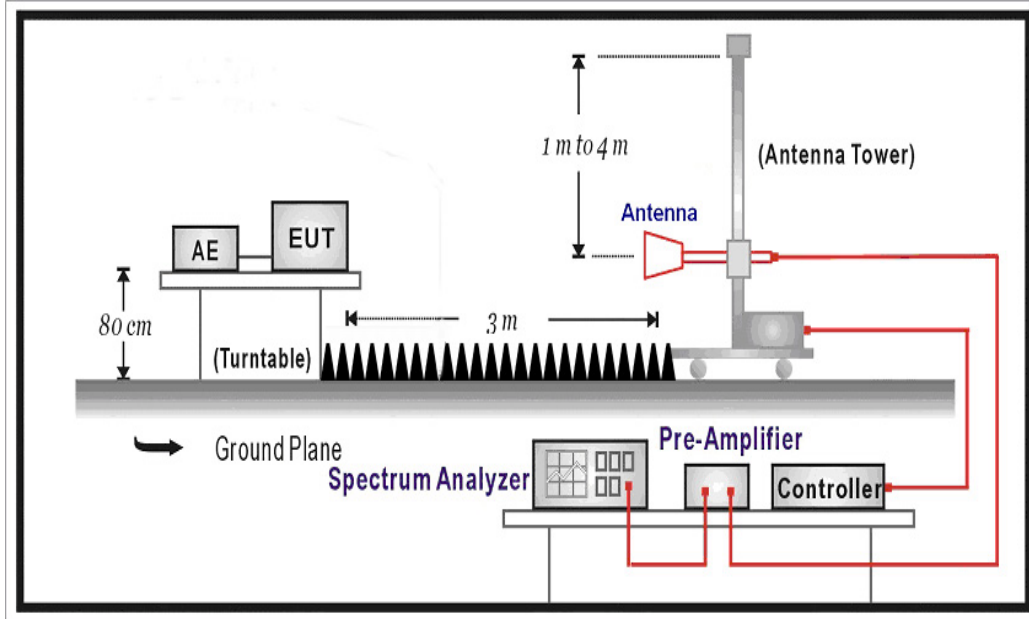 1 m to 4 m
(Antenna Tower)
Antenna
AE
EUT
80 cm
3 m
(Turntable)
Ground Plane
Pre-Amplifier
Spectrum Analyzer
Controller